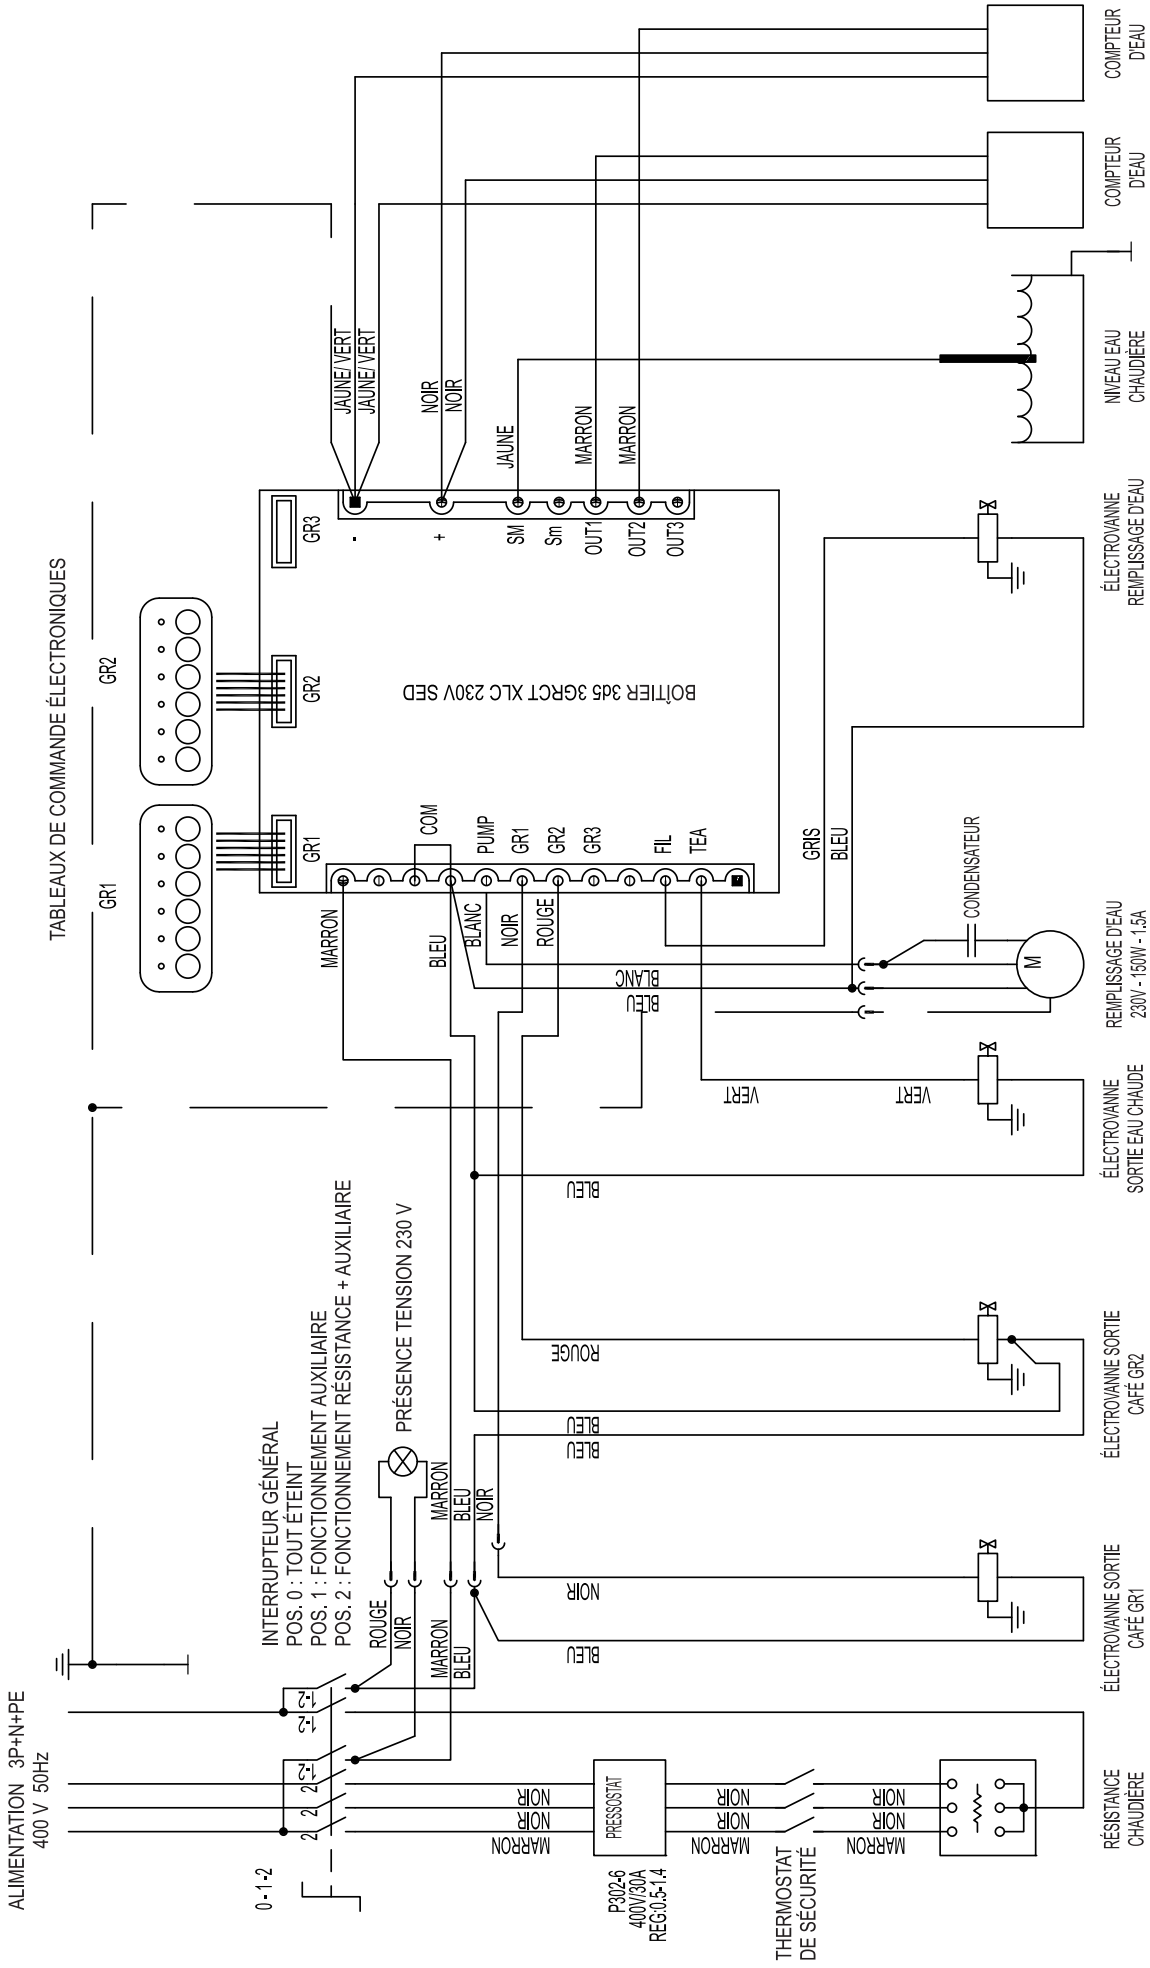 ALIMENTATION 3P+N+PE
400 V 50Hz
0 - 1 -2
INTERRUPTEUR GÉNÉRAL
POS. 0 : TOUT ÉTEINT
POS. 1 : FONCTIONNEMENT AUXILIAIRE
POS. 2 : FONCTIONNEMENT RÉSISTANCE + AUXILIAIRE
PRÉSENCE TENSION 230 V
TABLEAUX DE COMMANDE ÉLECTRONIQUES
GR1
GR2
GR1
GR2
GR3
BOÎTIER 3d5 3GRCT XLC 230V SED
COM
PUMP
GR1
GR2
GR3
FIL
TEA
-
+
SM
Sm
OUT1
OUT2
OUT3
2
2
2
1-2
1-2
1-2
ROUGE
NOIR
MARRON
BLEU
MARRON
BLEU
NOIR
MARRON
BLEU
BLANC
NOIR
ROUGE
JAUNE/VERT
JAUNE/VERT
NOIR
NOIR
JAUNE
MARRON
MARRON
NOIR
NOIR
MARRON
PRESSOSTAT
P302-6
400V/30A
REG:0.5-1.4
NOIR
NOIR
MARRON
THERMOSTAT
DE SÉCURITÉ
NOIR
NOIR
MARRON
BLEU
NOIR
BLEU
BLEU
ROUGE
BLEU
VERT
VERT
BLEU
BLANC
GRIS
BLEU
CONDENSATEUR
M
RÉSISTANCE
CHAUDIÈRE
ÉLECTROVANNE SORTIE
CAFÉ GR1
ÉLECTROVANNE SORTIE
CAFÉ GR2
ÉLECTROVANNE
SORTIE EAU CHAUDE
REMPLISSAGE D'EAU
230V - 150W - 1.5A
ÉLECTROVANNE
REMPLISSAGE D'EAU
NIVEAU EAU
CHAUDIÈRE
COMPTEUR
D'EAU
COMPTEUR
D'EAU